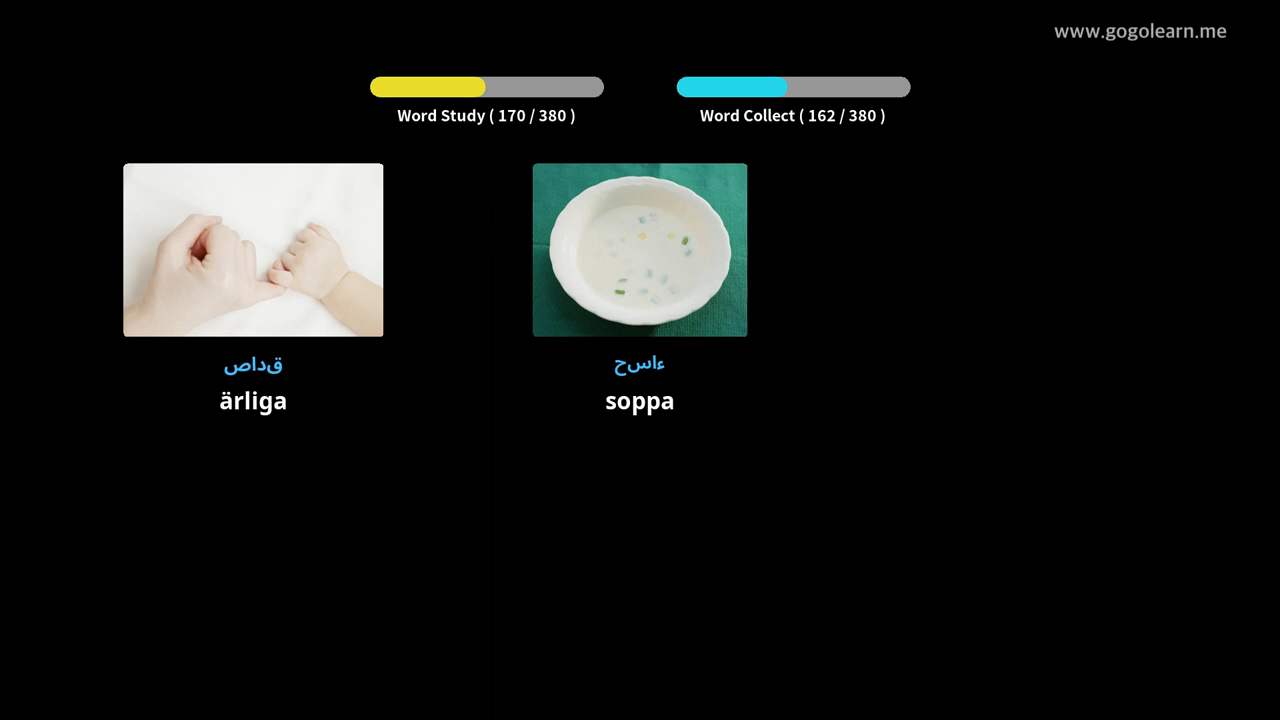 www.gogolearn.me
Word Study ( 170 / 380 )
Word Collect ( 162 / 380 )
قداص
ärliga
ءاسح
soppa